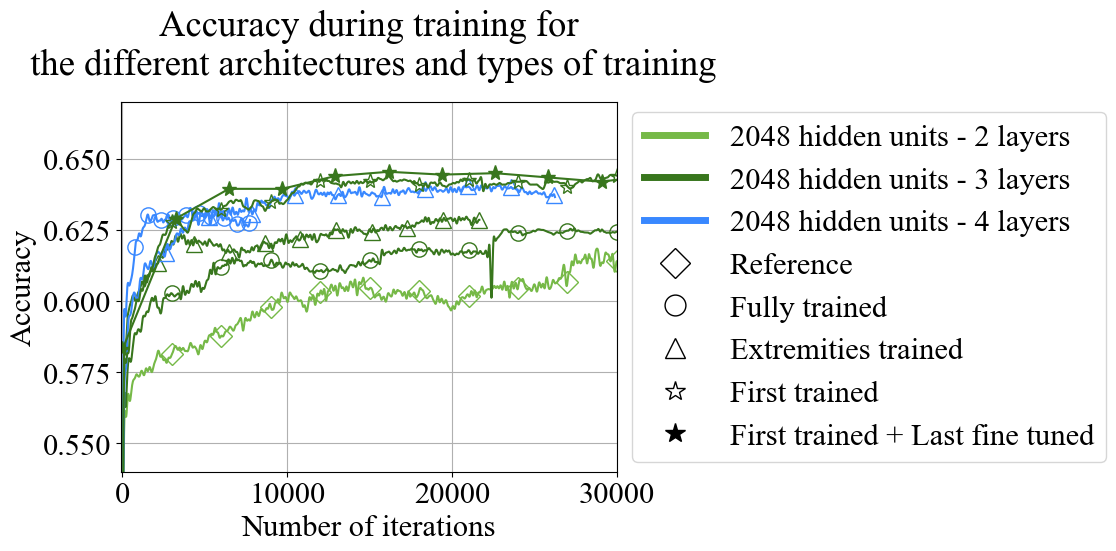 Accuracy during training for
the different architectures and types of training
Accuracy
0.650
0.625
0.600
0.575
0.550
0
10000
20000
30000
Number of iterations
2048 hidden units - 2 layers
2048 hidden units - 3 layers
2048 hidden units - 4 layers
Reference
Fully trained
Extremities trained
First trained
First trained + Last fine tuned